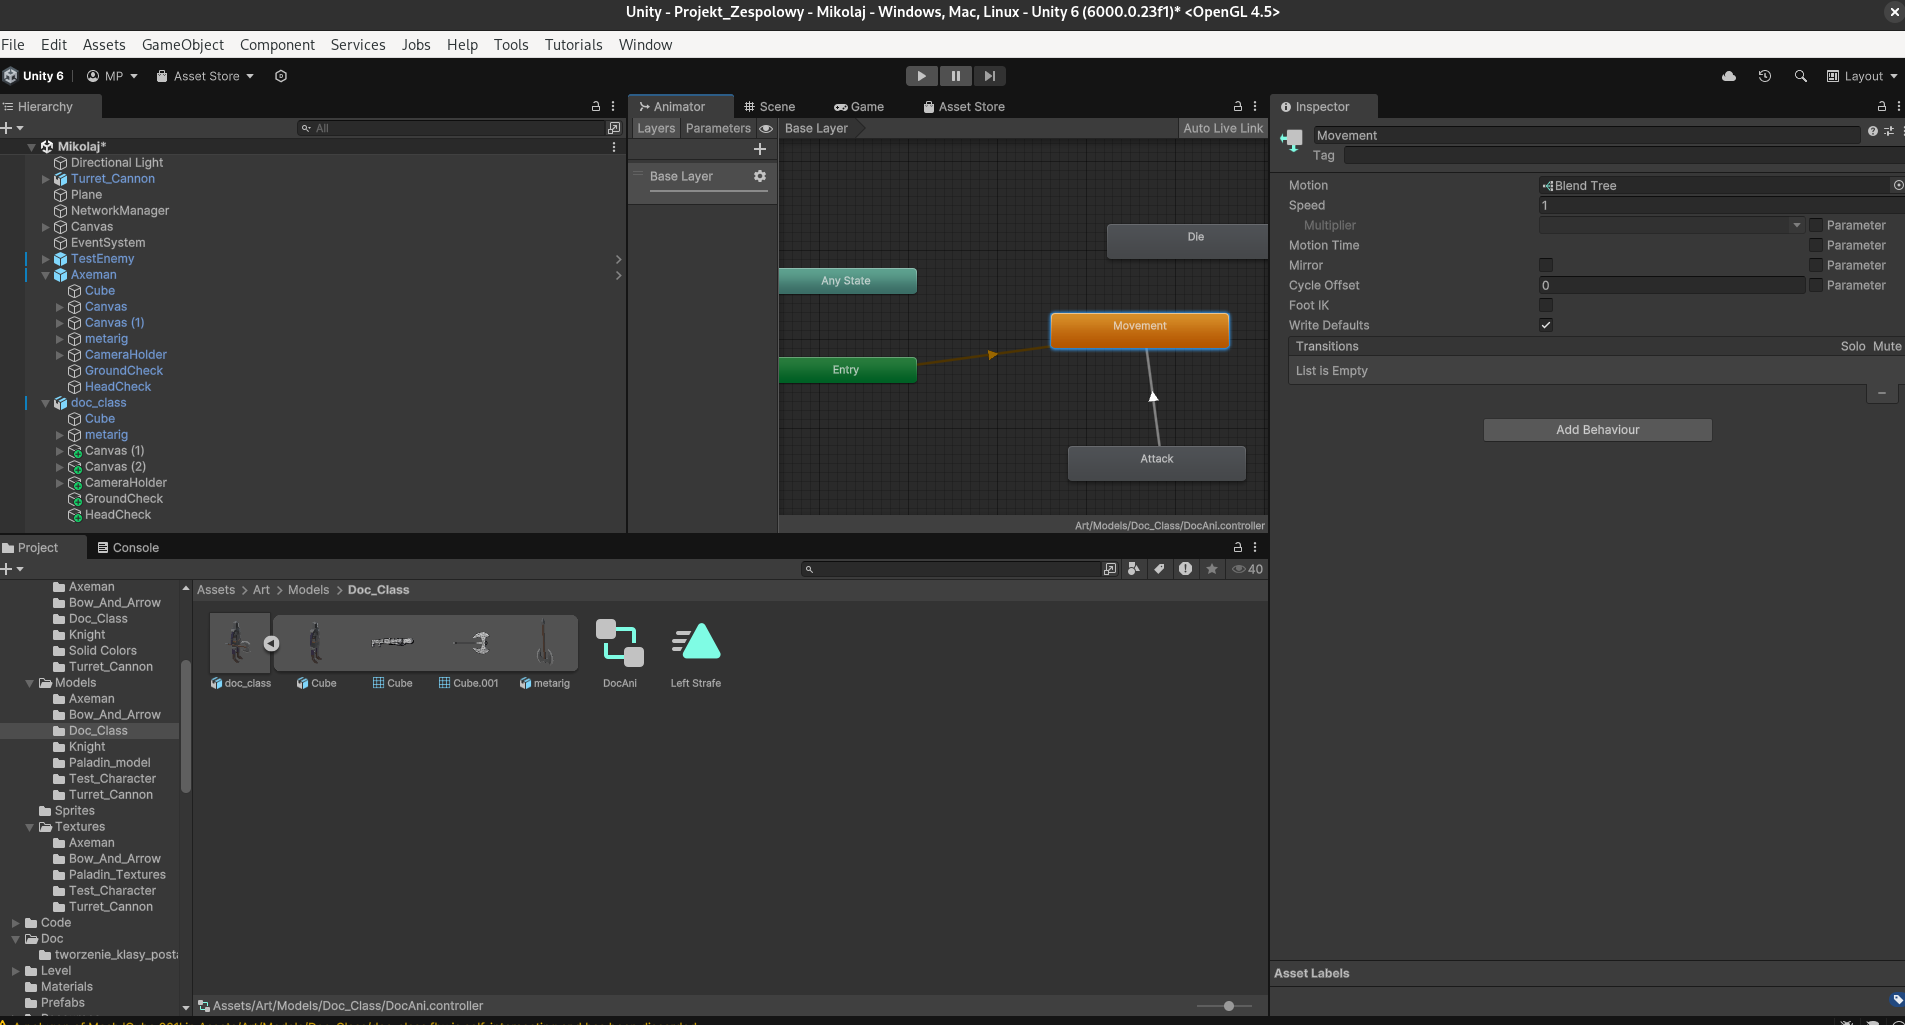 Unity - Projekt_Zespolowy - Mikolaj - Windows, Mac, Linux - Unity 6 (6000.0.23f1)* <OpenGL 4.5>
File Edit Assets GameObject Component Services Jobs Help Tools Tutorials Window
Unity 6 MP Asset Store Layout
Hierarchy
All
Mikolaj*
Directional Light
Turret_Cannon
Plane
NetworkManager
Canvas
EventSystem
TestEnemy
Axeman
Cube
Canvas
Canvas (1)
metarig
CameraHolder
GroundCheck
HeadCheck
doc_class
Cube
metarig
Canvas (1)
Canvas (2)
CameraHolder
GroundCheck
HeadCheck
Animator Scene Game Asset Store
Layers Parameters Base Layer Auto Live Link
Base Layer
Die
Any State
Movement
Entry
Attack
Art/Models/Doc_Class/DocAni.controller
Inspector
Movement
Tag
Motion Blend Tree
Speed 1
Multiplier Parameter
Motion Time Parameter
Mirror Parameter
Cycle Offset 0 Parameter
Foot IK
Write Defaults
Transitions Solo Mute
List is Empty
Add Behaviour
Asset Labels
Project Console
40
Axeman
Bow_And_Arrow
Doc_Class
Knight
Solid Colors
Turret_Cannon
Models
Axeman
Bow_And_Arrow
Doc_Class
Knight
Paladin_model
Test_Character
Turret_Cannon
Sprites
Textures
Axeman
Bow_And_Arrow
Paladin_Textures
Test_Character
Turret_Cannon
Code
Doc
tworzenie_klasy_posta
Level
Materials
Prefabs
Assets > Art > Models > Doc_Class
doc_class Cube Cube Cube.001 metarig DocAni Left Strafe
Assets/Art/Models/Doc_Class/DocAni.controller